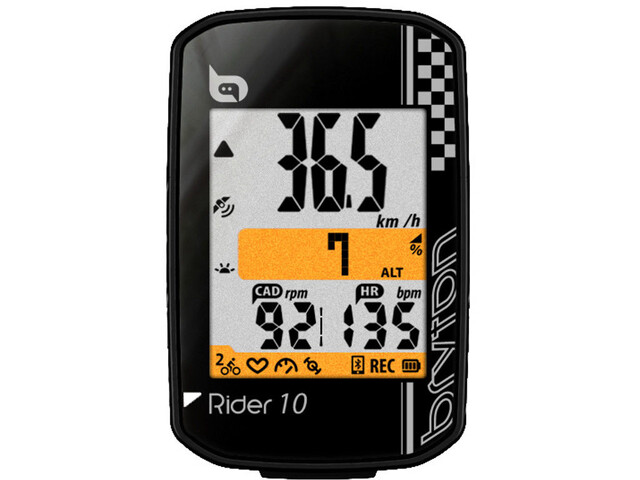 36.5
km/h
7
%
ALT
CAD rpm
HR bpm
92
135
2
REC
Rider 10
bryton